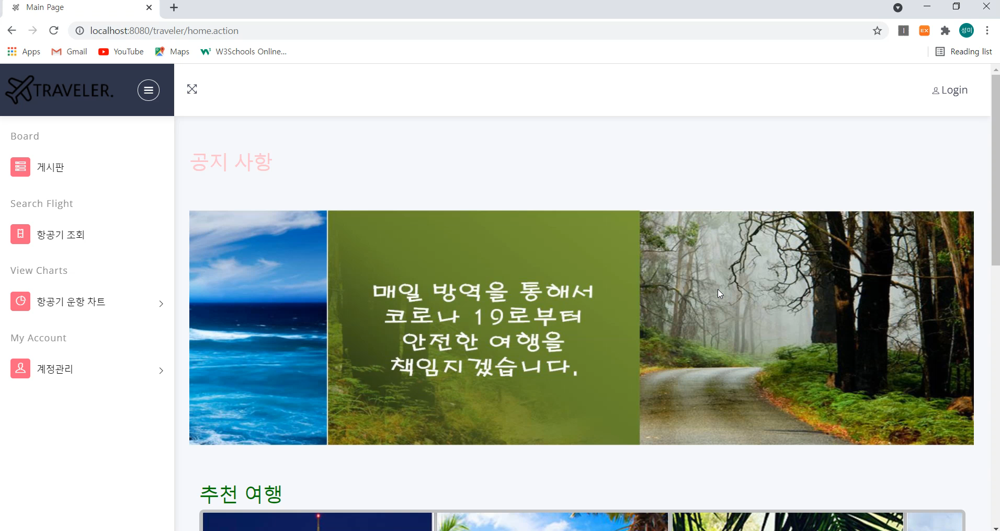 Main Page
localhost:8080/traveler/home.action
EX
성미
Apps
Gmail
YouTube
Maps
W3Schools Online...
Reading list
TRAVELER.
Login
Board
게시판
Search Flight
항공기 조회
View Charts
항공기 운항 차트
My Account
계정관리
공지 사항
매일 방역을 통해서
코로나 19로부터
안전한 여행을
책임지겠습니다.
추천 여행